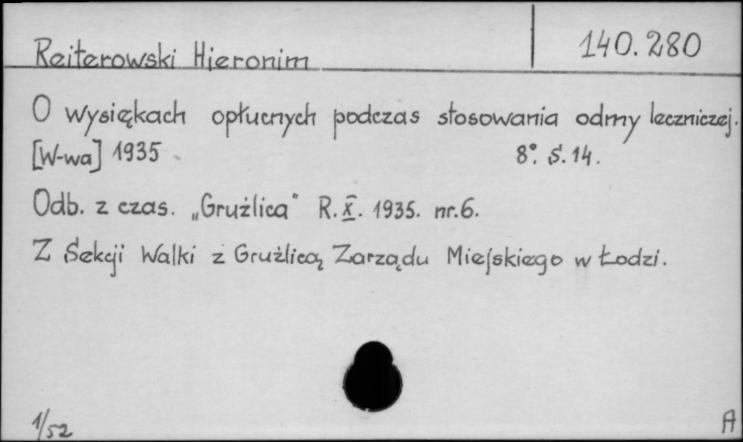 Reiterowski Hieronim
140.280
O wysiękach opłucnych podczas stosowania odmy leczniczej.
[W-wa] 1935. 8°. S. 14.
Odb. z czas. „Gruźlica" R. X. 1935. nr. 6.
Z Sekcji Walki z Gruźlicą Zarządu Miejskiego w Łodzi.
1/52
A